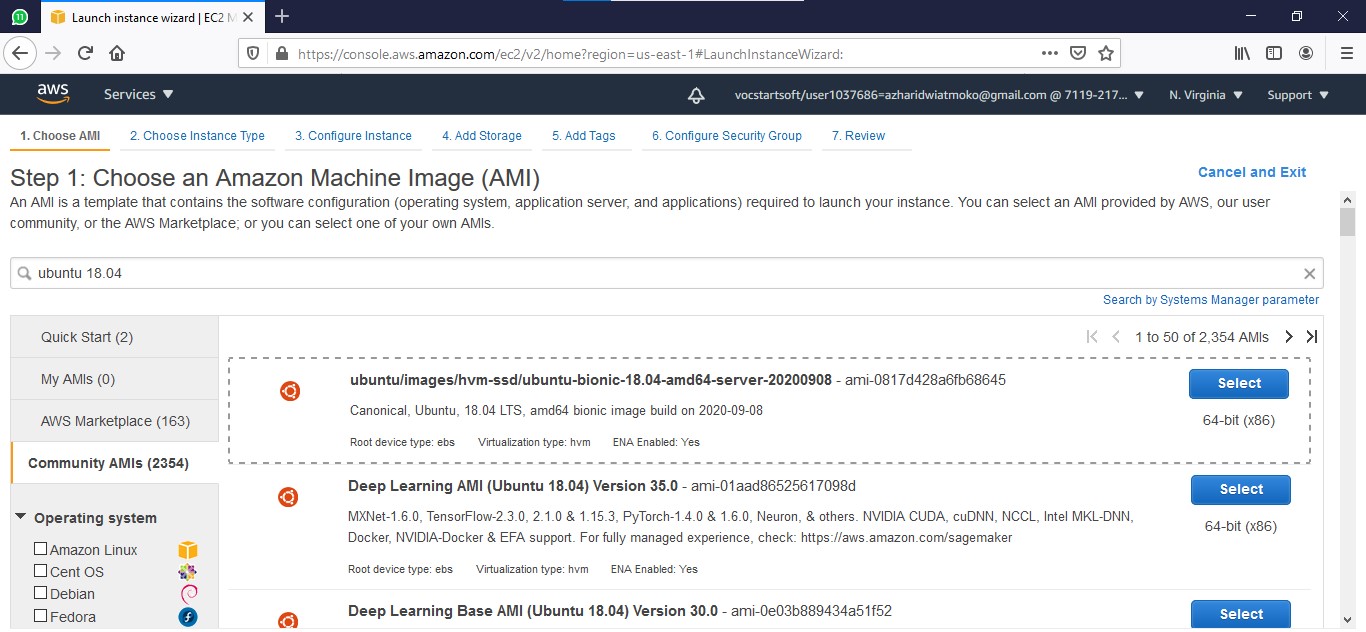 11
Launch instance wizard | EC2 M
https://console.aws.amazon.com/ec2/v2/home?region=us-east-1#LaunchInstanceWizard:
aws
Services
vocstartsoft/user1037686=azharidwiatmoko@gmail.com @ 7119-217...
N. Virginia
Support
1. Choose AMI
2. Choose Instance Type
3. Configure Instance
4. Add Storage
5. Add Tags
6. Configure Security Group
7. Review
Step 1: Choose an Amazon Machine Image (AMI)
Cancel and Exit
An AMI is a template that contains the software configuration (operating system, application server, and applications) required to launch your instance. You can select an AMI provided by AWS, our user
community, or the AWS Marketplace; or you can select one of your own AMIs.
ubuntu 18.04
Search by Systems Manager parameter
Quick Start (2)
My AMIs (0)
AWS Marketplace (163)
Community AMIs (2354)
Operating system
Amazon Linux
Cent OS
Debian
Fedora
1 to 50 of 2,354 AMIs
ubuntu/images/hvm-ssd/ubuntu-bionic-18.04-amd64-server-20200908 - ami-0817d428a6fb68645
Select
Canonical, Ubuntu, 18.04 LTS, amd64 bionic image build on 2020-09-08
64-bit (x86)
Root device type: ebs Virtualization type: hvm ENA Enabled: Yes
Deep Learning AMI (Ubuntu 18.04) Version 35.0 - ami-01aad86525617098d
Select
MXNet-1.6.0, TensorFlow-2.3.0, 2.1.0 & 1.15.3, PyTorch-1.4.0 & 1.6.0, Neuron, & others. NVIDIA CUDA, cuDNN, NCCL, Intel MKL-DNN,
Docker, NVIDIA-Docker & EFA support. For fully managed experience, check: https://aws.amazon.com/sagemaker
64-bit (x86)
Root device type: ebs Virtualization type: hvm ENA Enabled: Yes
Deep Learning Base AMI (Ubuntu 18.04) Version 30.0 - ami-0e03b889434a51f52
Select